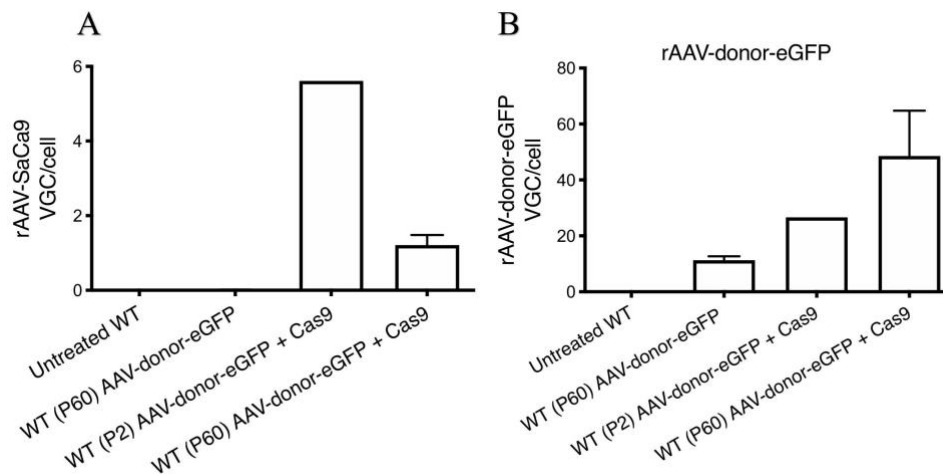 A
rAAV-SaCa9
VGC/cell
6
4
2
0
Untreated WT
WT (P60) AAV-donor-eGFP
WT (P2) AAV-donor-eGFP + Cas9
WT (P60) AAV-donor-eGFP + Cas9
B
rAAV-donor-eGFP
rAAV-donor-eGFP
VGC/cell
80
60
40
20
0
Untreated WT
WT (P60) AAV-donor-eGFP
WT (P2) AAV-donor-eGFP + Cas9
WT (P60) AAV-donor-eGFP + Cas9